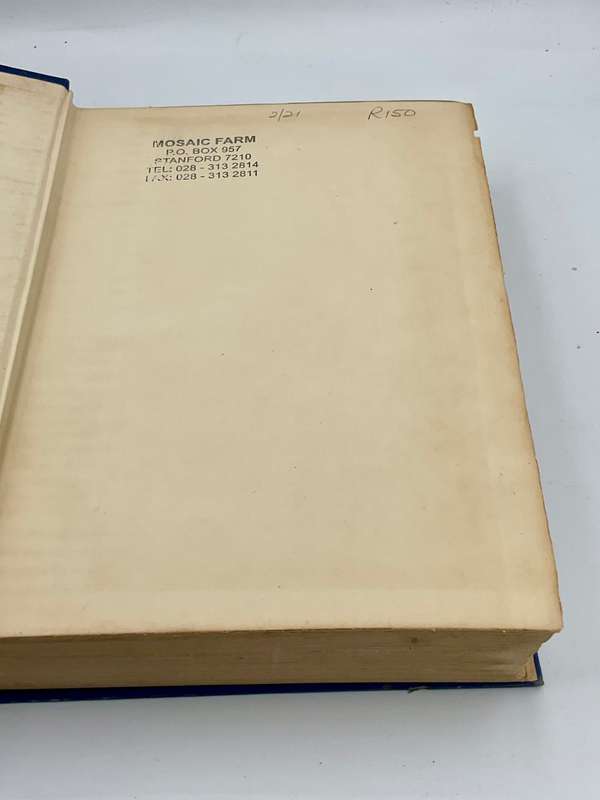 2/21 R150
MOSAIC FARM
P.O. BOX 957
STANFORD 7210
TEL: 028 - 313 2814
FAX: 028 - 313 2811